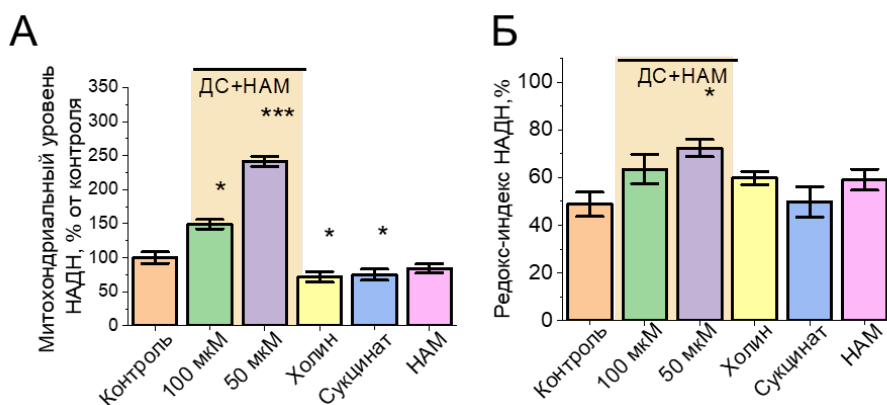 А
Митохондриальный уровень
НАДН, % от контроля
350
300
250
200
150
100
50
0
ДС+НАМ
*
***
*
*
Контроль
100 мкМ
50 мкМ
Холин
Сукцинат
НАМ
Б
Редокс-индекс НАДН,%
100
80
60
40
20
0
ДС+НАМ
*
Контроль
100 мкМ
50 мкМ
Холин
Сукцинат
НАМ